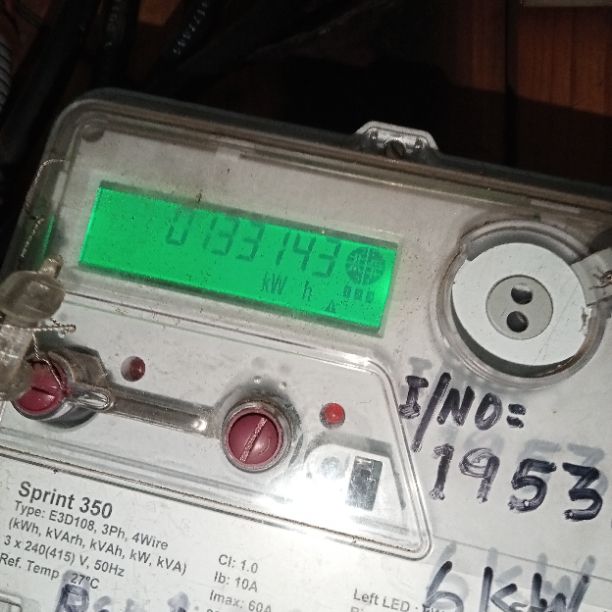 0133143
kW h
I/NO=
1953
Sprint 350
Type: E3D108, 3Ph, 4Wire
(kWh, kVArh, kVAh, kW, kVA)
3 x 240(415) V, 50Hz
Ref. Temp 27°C
Cl: 1.0
Ib: 10A
Imax: 60A
Left LED :
6KW